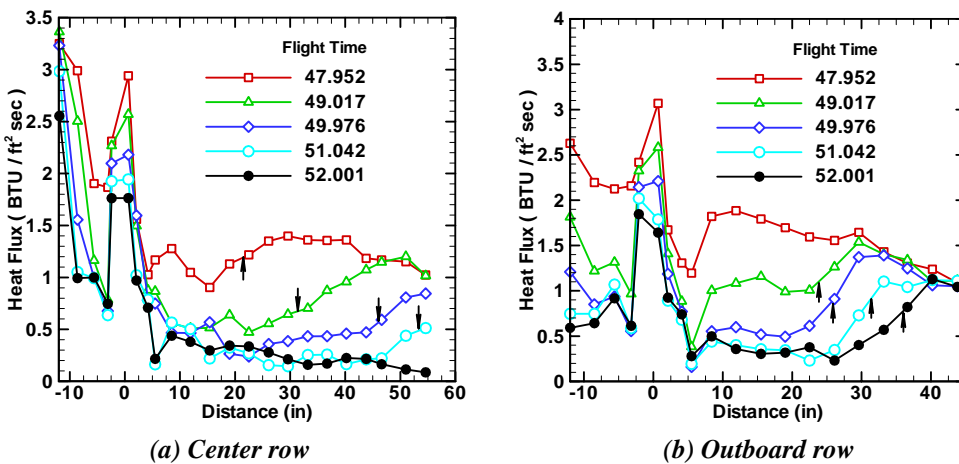 3.5
3
2.5
2
1.5
1
0.5
0
Heat Flux ( BTU / ft² sec)
-10 0 10 20 30 40 50 60
Distance (in)
Flight Time
47.952
49.017
49.976
51.042
52.001
(a) Center row
4
3.5
3
2.5
2
1.5
1
0.5
0
Heat Flux ( BTU / ft² sec)
-10 0 10 20 30 40
Distance (in)
Flight Time
47.952
49.017
49.976
51.042
52.001
(b) Outboard row